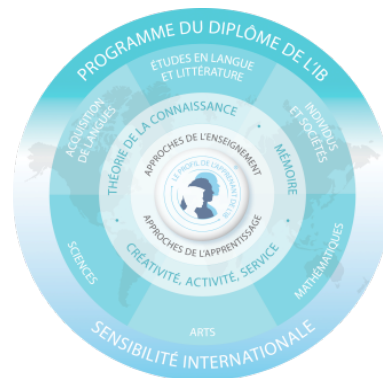 PROGRAMME DU DIPLÔME DE L'IB
ÉTUDES EN LANGUE
ET LITTÉRATURE
ACQUISITION
DE LANGUES
INDIVIDUS
ET SOCIÉTÉS
THÉORIE DE LA CONNAISSANCE
MÉMOIRE
APPROCHES DE L'ENSEIGNEMENT
LE PROFIL DE L'APPRENANT DE L'IB
APPROCHES DE L'APPRENTISSAGE
CRÉATIVITÉ, ACTIVITÉ, SERVICE
SCIENCES
MATHÉMATIQUES
ARTS
SENSIBILITÉ INTERNATIONALE